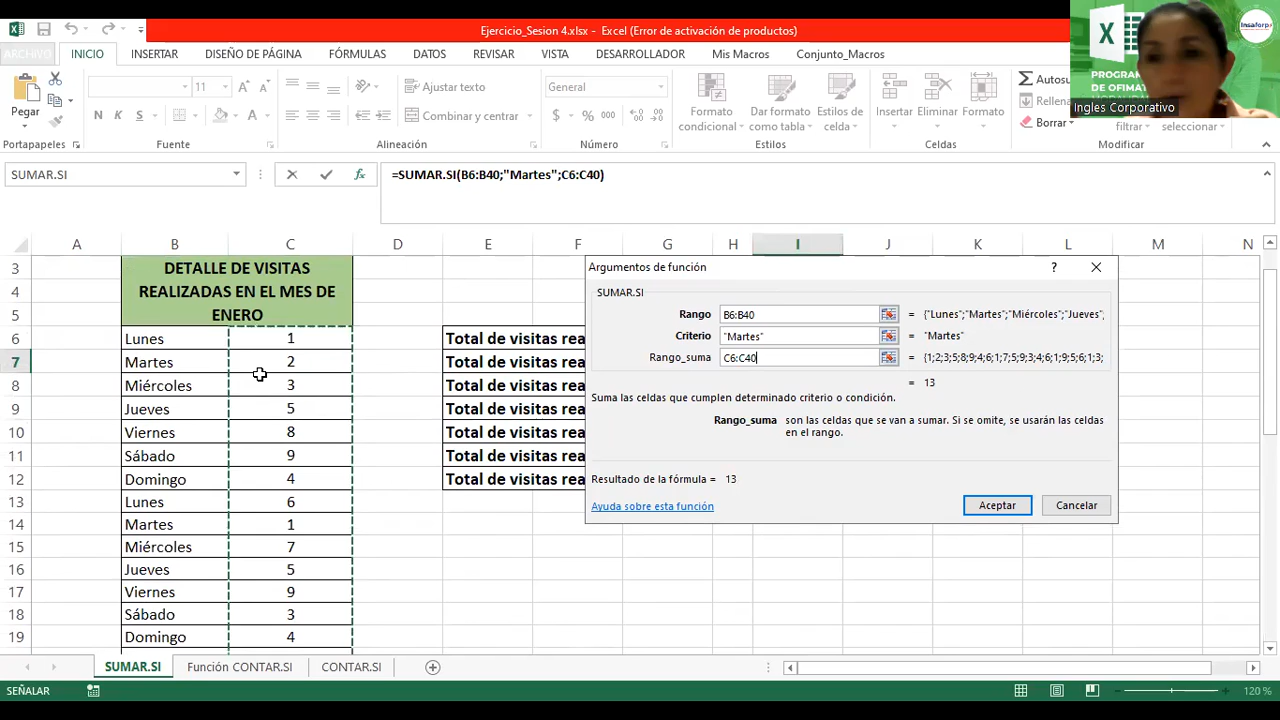 Ejercicio_Sesion 4.xlsx - Excel (Error de activación de productos)
ARCHIVO INICIO INSERTAR DISEÑO DE PÁGINA FÓRMULAS DATOS REVISAR VISTA DESARROLLADOR Mis Macros Conjunto_Macros
Insaforp
PROGRAM
DE OFIMAT
Ingles Corporativo
Pegar
11
N K S
Ajustar texto
Combinar y centrar
General
$ % 000
Formato condicional
Dar formato como tabla
Estilos de celda
Insertar
Eliminar
Formato
Autosu
Rellena
Borrar
filtrar
seleccionar
Portapapeles Fuente Alineación Número Estilos Celdas Modificar
SUMAR.SI
=SUMAR.SI(B6:B40;"Martes";C6:C40)
A B C D E F G H I J K L M N
3 DETALLE DE VISITAS
4 REALIZADAS EN EL MES DE
5 ENERO
6 Lunes 1 Total de visitas rea
7 Martes 2 Total de visitas rea
8 Miércoles 3 Total de visitas rea
9 Jueves 5 Total de visitas rea
10 Viernes 8 Total de visitas rea
11 Sábado 9 Total de visitas rea
12 Domingo 4 Total de visitas rea
13 Lunes 6
14 Martes 1
15 Miércoles 7
16 Jueves 5
17 Viernes 9
18 Sábado 3
19 Domingo 4
Argumentos de función ?
SUMAR.SI
Rango B6:B40 = {"Lunes";"Martes";"Miércoles";"Jueves";
Criterio "Martes" = "Martes"
Rango_suma C6:C40 = {1;2;3;5;8;9;4;6;1;7;5;9;3;4;6;1;9;5;6;1;3;
= 13
Suma las celdas que cumplen determinado criterio o condición.
Rango_suma son las celdas que se van a sumar. Si se omite, se usarán las celdas
en el rango.
Resultado de la fórmula = 13
Ayuda sobre esta función Aceptar Cancelar
SUMAR.SI Función CONTAR.SI CONTAR.SI
SEÑALAR 120 %